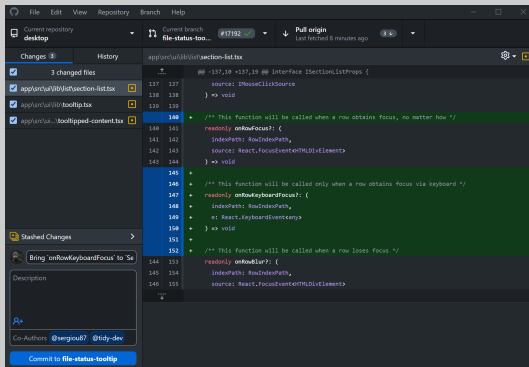 File Edit View Repository Branch Help
Current repository
desktop
Current branch
file-status-too...
#17192
Pull origin
Last fetched 8 minutes ago
3
Changes 3
History
3 changed files
app\src\ui\lib\list\section-list.tsx
app\src\ui\lib\tooltip.tsx
app\src\ui...\tooltipped-content.tsx
Stashed Changes
Bring `onRowKeyboardFocus` to `Se
Description
Co-Authors @sergiou87 @tidy-dev
Commit to file-status-tooltip
app\src\ui\lib\list\section-list.tsx
@@ -137,10 +137,19 @@ interface ISectionListProps {
137 137 source: IMouseClickSource
138 138 ) => void
139 139
140 + /** This function will be called when a row obtains focus, no matter how */
140 141 readonly onRowFocus?: (
141 142 indexPath: RowIndexPath,
142 143 source: React.FocusEvent<HTMLDivElement>
143 144 ) => void
145 +
146 + /** This function will be called only when a row obtains focus via keyboard */
147 + readonly onRowKeyboardFocus?: (
148 + indexPath: RowIndexPath,
149 + e: React.KeyboardEvent<any>
150 + ) => void
151 +
152 + /** This function will be called when a row loses focus */
144 153 readonly onRowBlur?: (
145 154 indexPath: RowIndexPath,
146 155 source: React.FocusEvent<HTMLDivElement>